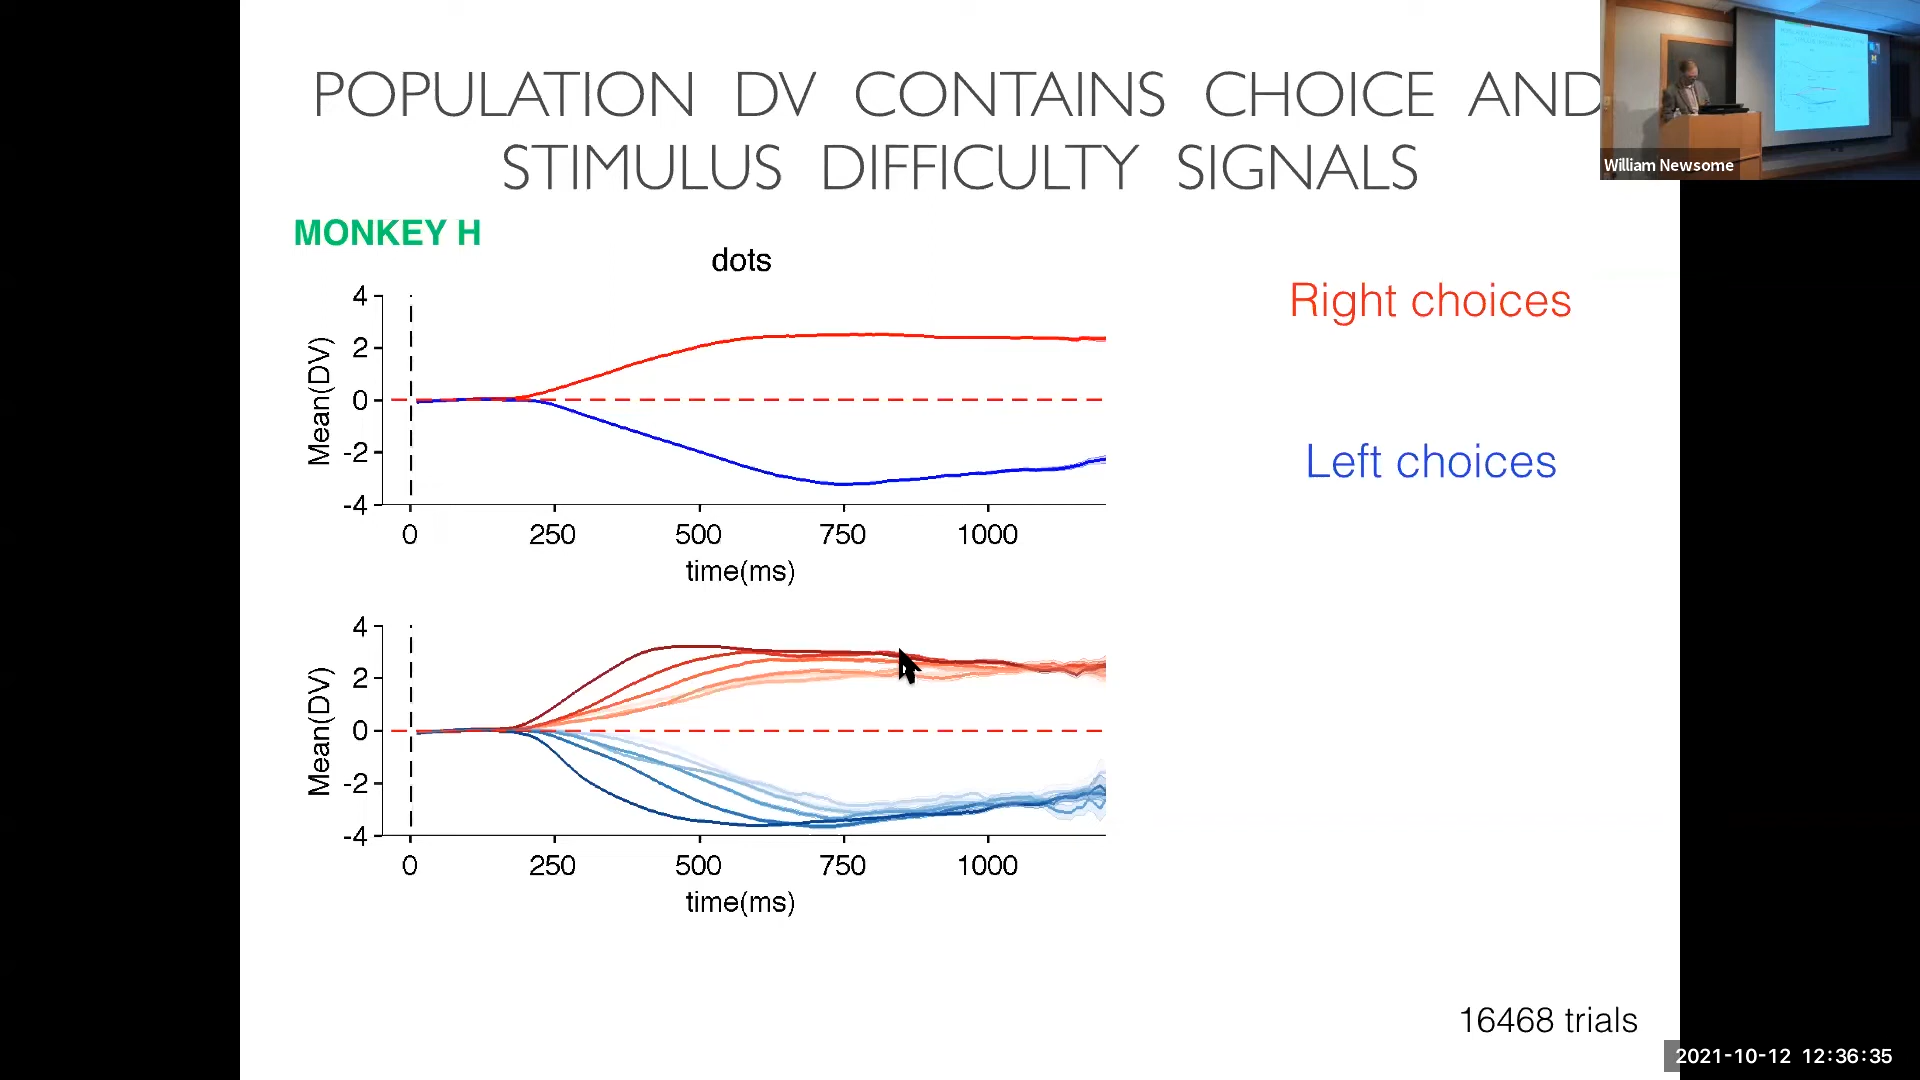 POPULATION DV CONTAINS CHOICE AND
STIMULUS DIFFICULTY SIGNALS
William Newsome
MONKEY H
dots
Right choices
Left choices
Mean(DV)
4
2
0
-2
-4
0 250 500 750 1000
time(ms)
Mean(DV)
4
2
0
-2
-4
0 250 500 750 1000
time(ms)
16468 trials
2021-10-12 12:36:35